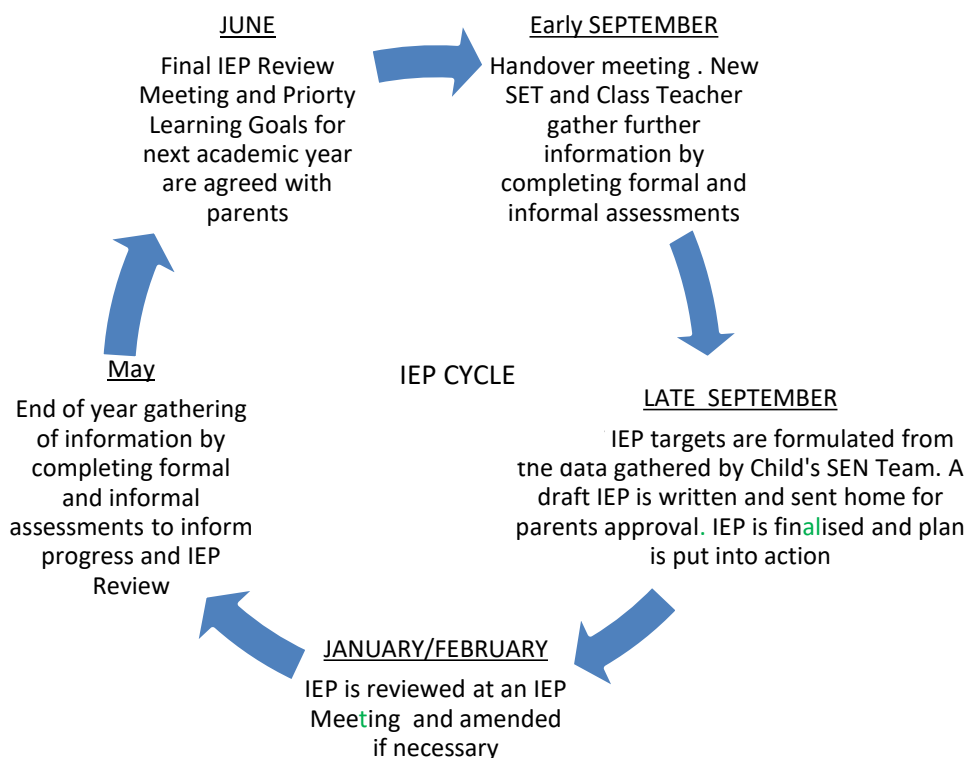 JUNE
Final IEP Review
Meeting and Priorty
Learning Goals for
next academic year
are agreed with
parents
Early SEPTEMBER
Handover meeting . New
SET and Class Teacher
gather further
information by
completing formal and
informal assessments
LATE SEPTEMBER
IEP targets are formulated from
the data gathered by Child's SEN Team. A
draft IEP is written and sent home for
parents approval. IEP is finalised and plan
is put into action
JANUARY/FEBRUARY
IEP is reviewed at an IEP
Meeting and amended
if necessary
May
End of year gathering
of information by
completing formal
and informal
assessments to inform
progress and IEP
Review
IEP CYCLE